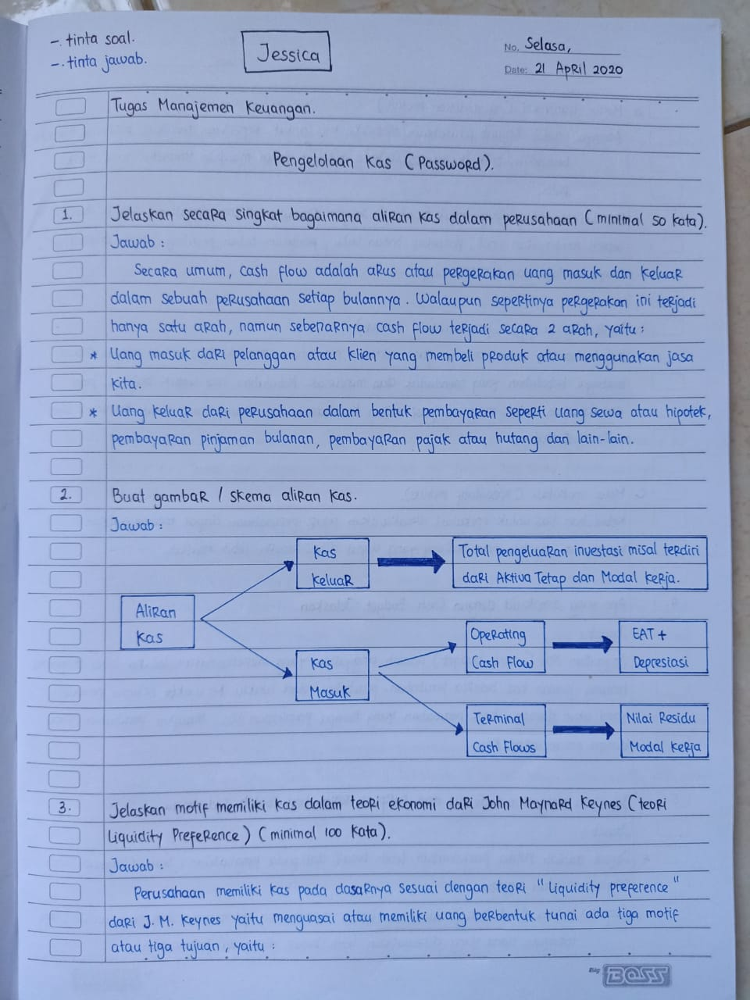 -. tinta soal.
-. tinta jawab.
Jessica
No. Selasa,
Date: 21 April 2020
Tugas Manajemen Keuangan.
Pengelolaan Kas (Password).
1. Jelaskan secara singkat bagaimana aliran kas dalam perusahaan (minimal 50 kata).
Jawab :
Secara umum, cash flow adalah arus atau pergerakan uang masuk dan keluar
dalam sebuah perusahaan setiap bulannya. Walaupun sepertinya pergerakan ini terjadi
hanya satu arah, namun sebenarnya cash flow terjadi secara 2 arah, yaitu :
* Uang masuk dari pelanggan atau klien yang membeli produk atau menggunakan jasa
kita.
* Uang keluar dari perusahaan dalam bentuk pembayaran seperti uang sewa atau hipotek,
pembayaran pinjaman bulanan, pembayaran pajak atau hutang dan lain-lain.
2. Buat gambar / skema aliran kas.
Jawab :
Kas
Keluar
Total pengeluaran investasi misal terdiri
dari Aktiva Tetap dan Modal Kerja.
Aliran
Kas
Kas
Masuk
Operating
Cash Flow
EAT +
Depresiasi
Terminal
Cash Flows
Nilai Residu
Modal Kerja
3. Jelaskan motif memiliki kas dalam teori ekonomi dari John Maynard Keynes (teori
Liquidity Preference) (minimal 100 kata).
Jawab :
Perusahaan memiliki kas pada dasarnya sesuai dengan teori "Liquidity preference"
dari J. M. Keynes yaitu menguasai atau memiliki uang berbentuk tunai ada tiga motif
atau tiga tujuan, yaitu :
Big BOSS